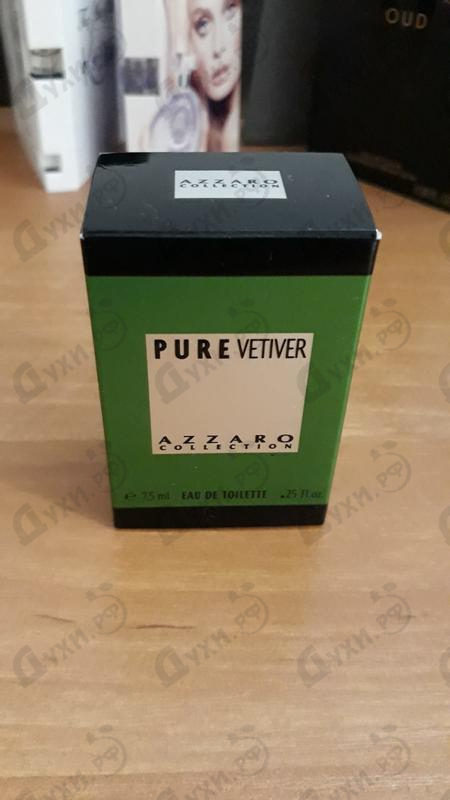 OUD
AZZARO
COLLECTION
PURE VETIVER
AZZARO
COLLECTION
℮ 7,5 ml EAU DE TOILETTE .25 Fl. oz.
Духи.рф